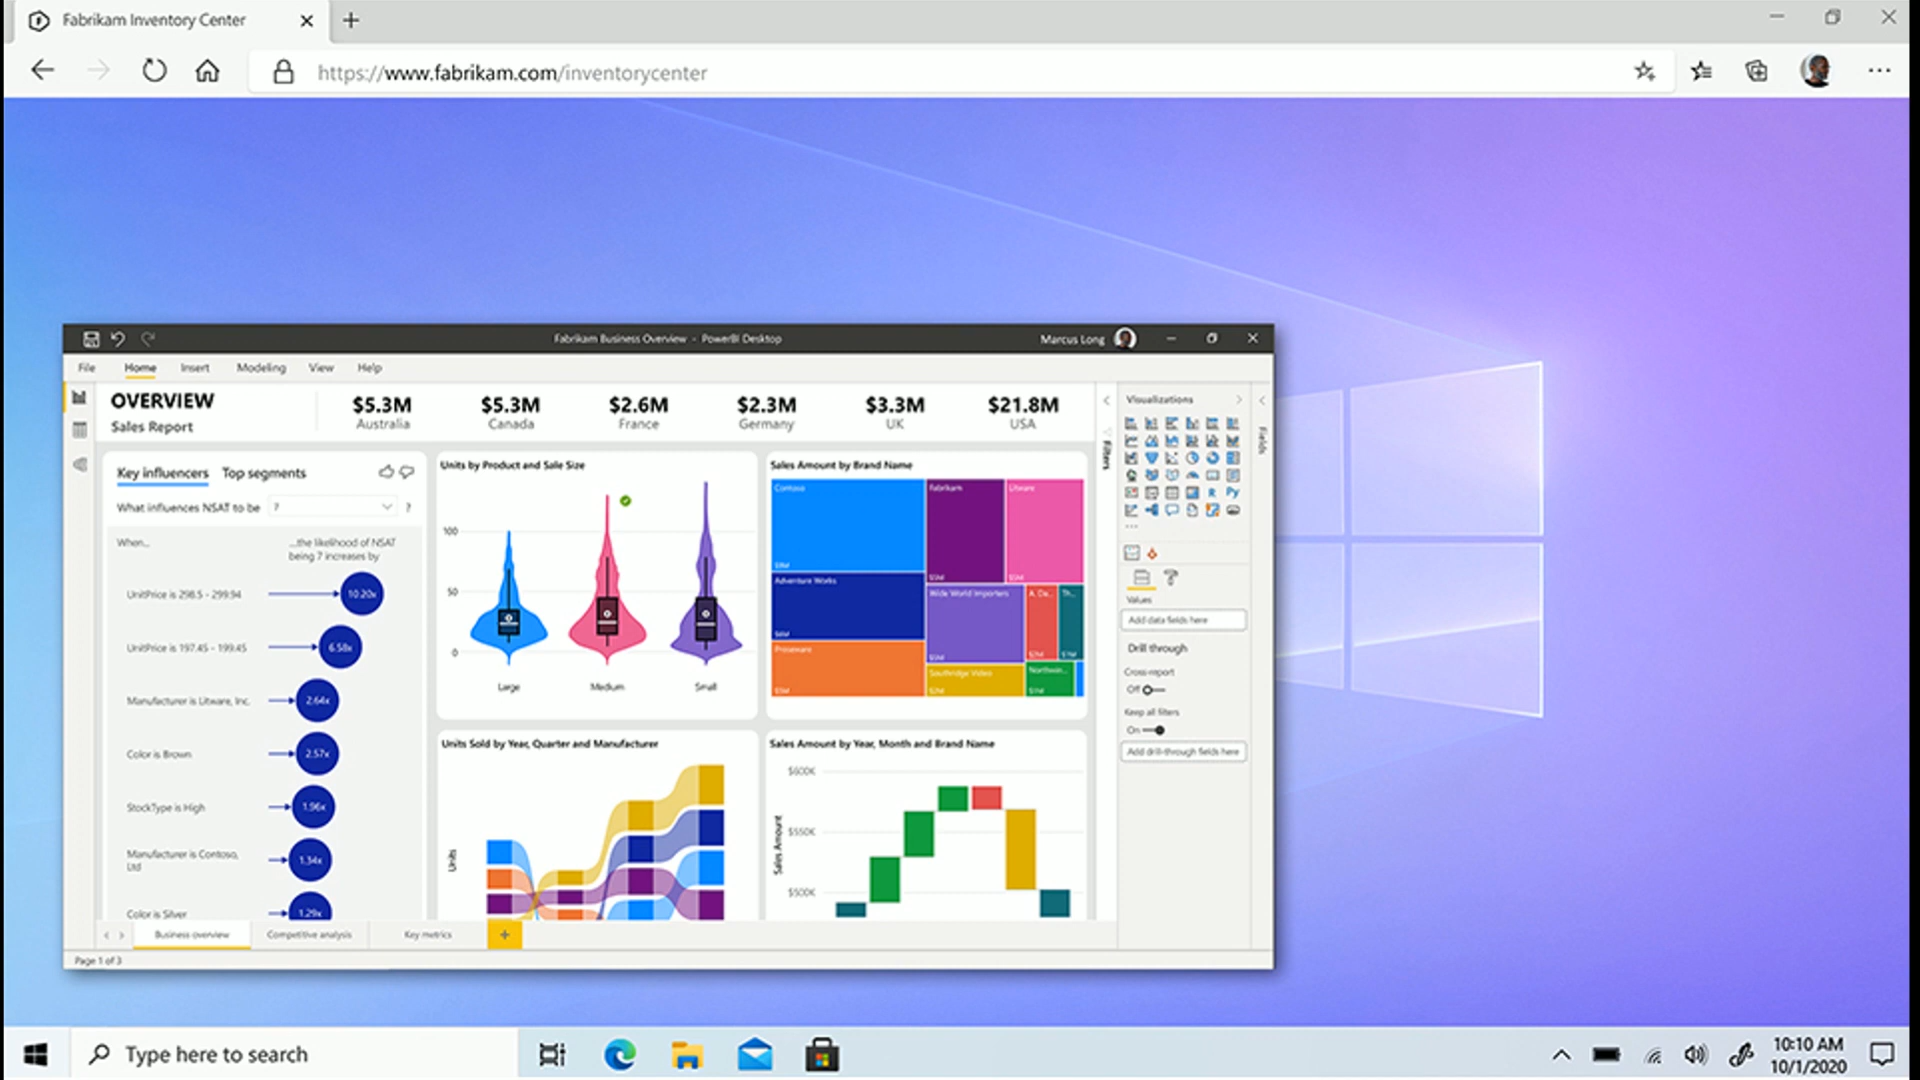 Fabrikam Inventory Center
https://www.fabrikam.com/inventorycenter
Fabrikam Business Overview - PowerBI Desktop
Marcus Long
File Home Insert Modeling View Help
OVERVIEW
Sales Report
$5.3M
Australia
$5.3M
Canada
$2.6M
France
$2.3M
Germany
$3.3M
UK
$21.8M
USA
Key influencers Top segments
What influences NSAT to be 7 ?
When...
...the likelihood of NSAT
being 7 increases by
UnitPrice is 298.5 - 299.94
10.20x
UnitPrice is 197.45 - 199.45
6.58x
Manufacturer is Litware, Inc.
2.64x
Color is Brown
2.57x
StockType is High
1.96x
Manufacturer is Contoso,
Ltd
1.34x
Color is Silver
1.29x
Units by Product and Sale Size
100
50
0
Large Medium Small
Sales Amount by Brand Name
Contoso
Fabrikam
Litware
Adventure Works
Wide World Importers
A. Da...
Th...
Proseware
Southridge Video
Northwin...
Units Sold by Year, Quarter and Manufacturer
Units
Sales Amount by Year, Month and Brand Name
Sales Amount
$600K
$550K
$500K
Filters
Visualizations
R Py
Values
Add data fields here
Drill through
Cross-report
Off
Keep all filters
On
Add drill-through fields here
Fields
Business overview Competitive analysis Key metrics +
Page 1 of 3
Type here to search
10:10 AM
10/1/2020